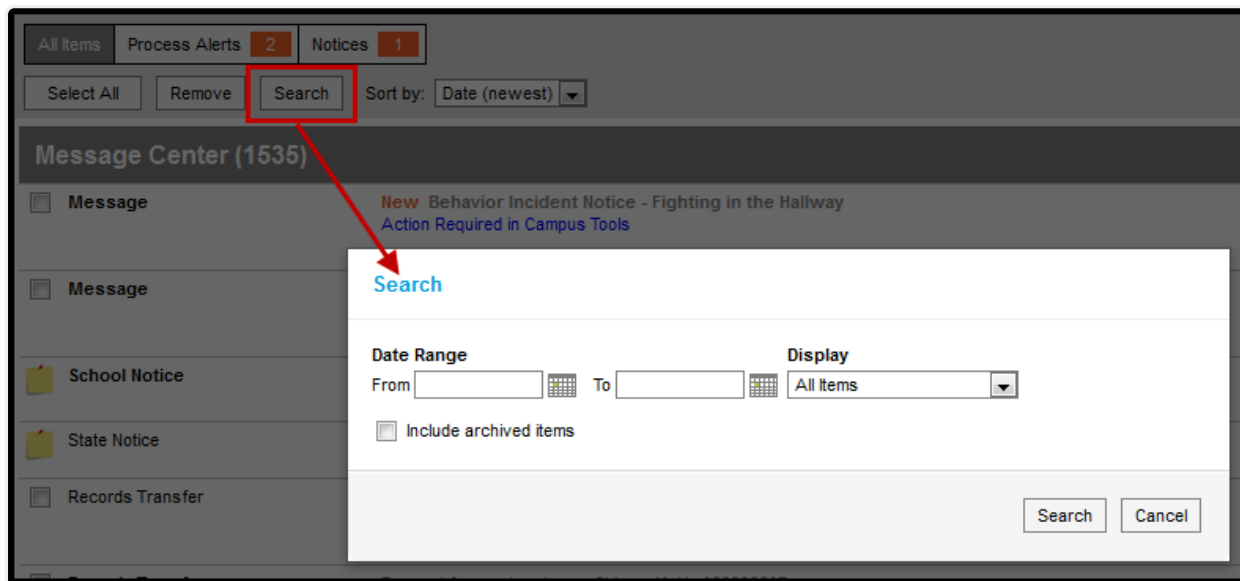 All Items Process Alerts 2 Notices 1
Select All Remove Search Sort by: Date (newest)
Message Center (1535)
Message New Behavior Incident Notice - Fighting in the Hallway
Action Required in Campus Tools
Message
Search
Date Range Display
School Notice
From To All Items
Include archived items
State Notice
Records Transfer
Search Cancel